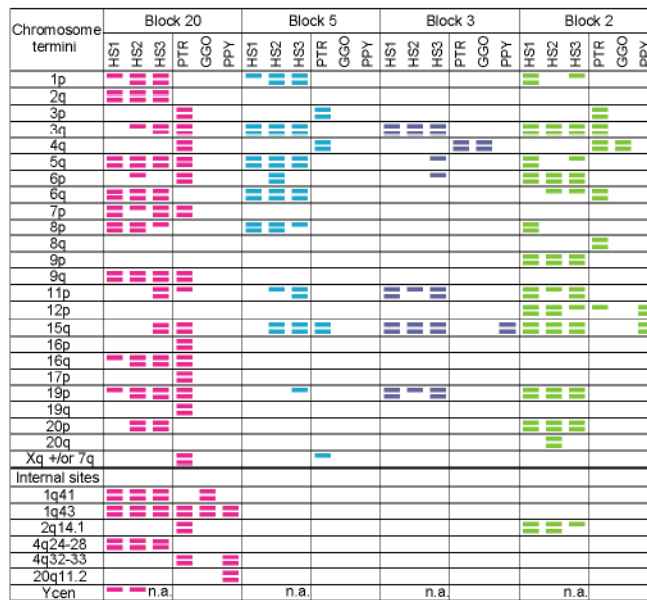 Chromosome termini Block 20 Block 5 Block 3 Block 2
HS1 HS2 HS3 PTR GGO PPY HS1 HS2 HS3 PTR GGO PPY HS1 HS2 HS3 PTR GGO PPY HS1 HS2 HS3 PTR GGO PPY
1p
2q
3p
3q
4q
5q
6p
6q
7p
8p
8q
9p
9q
11p
12p
15q
16p
16q
17p
19p
19q
20p
20q
Xq +/or 7q
Internal sites
1q41
1q43
2q14.1
4q24-28
4q32-33
20q11.2
Ycen n.a. n.a. n.a. n.a.